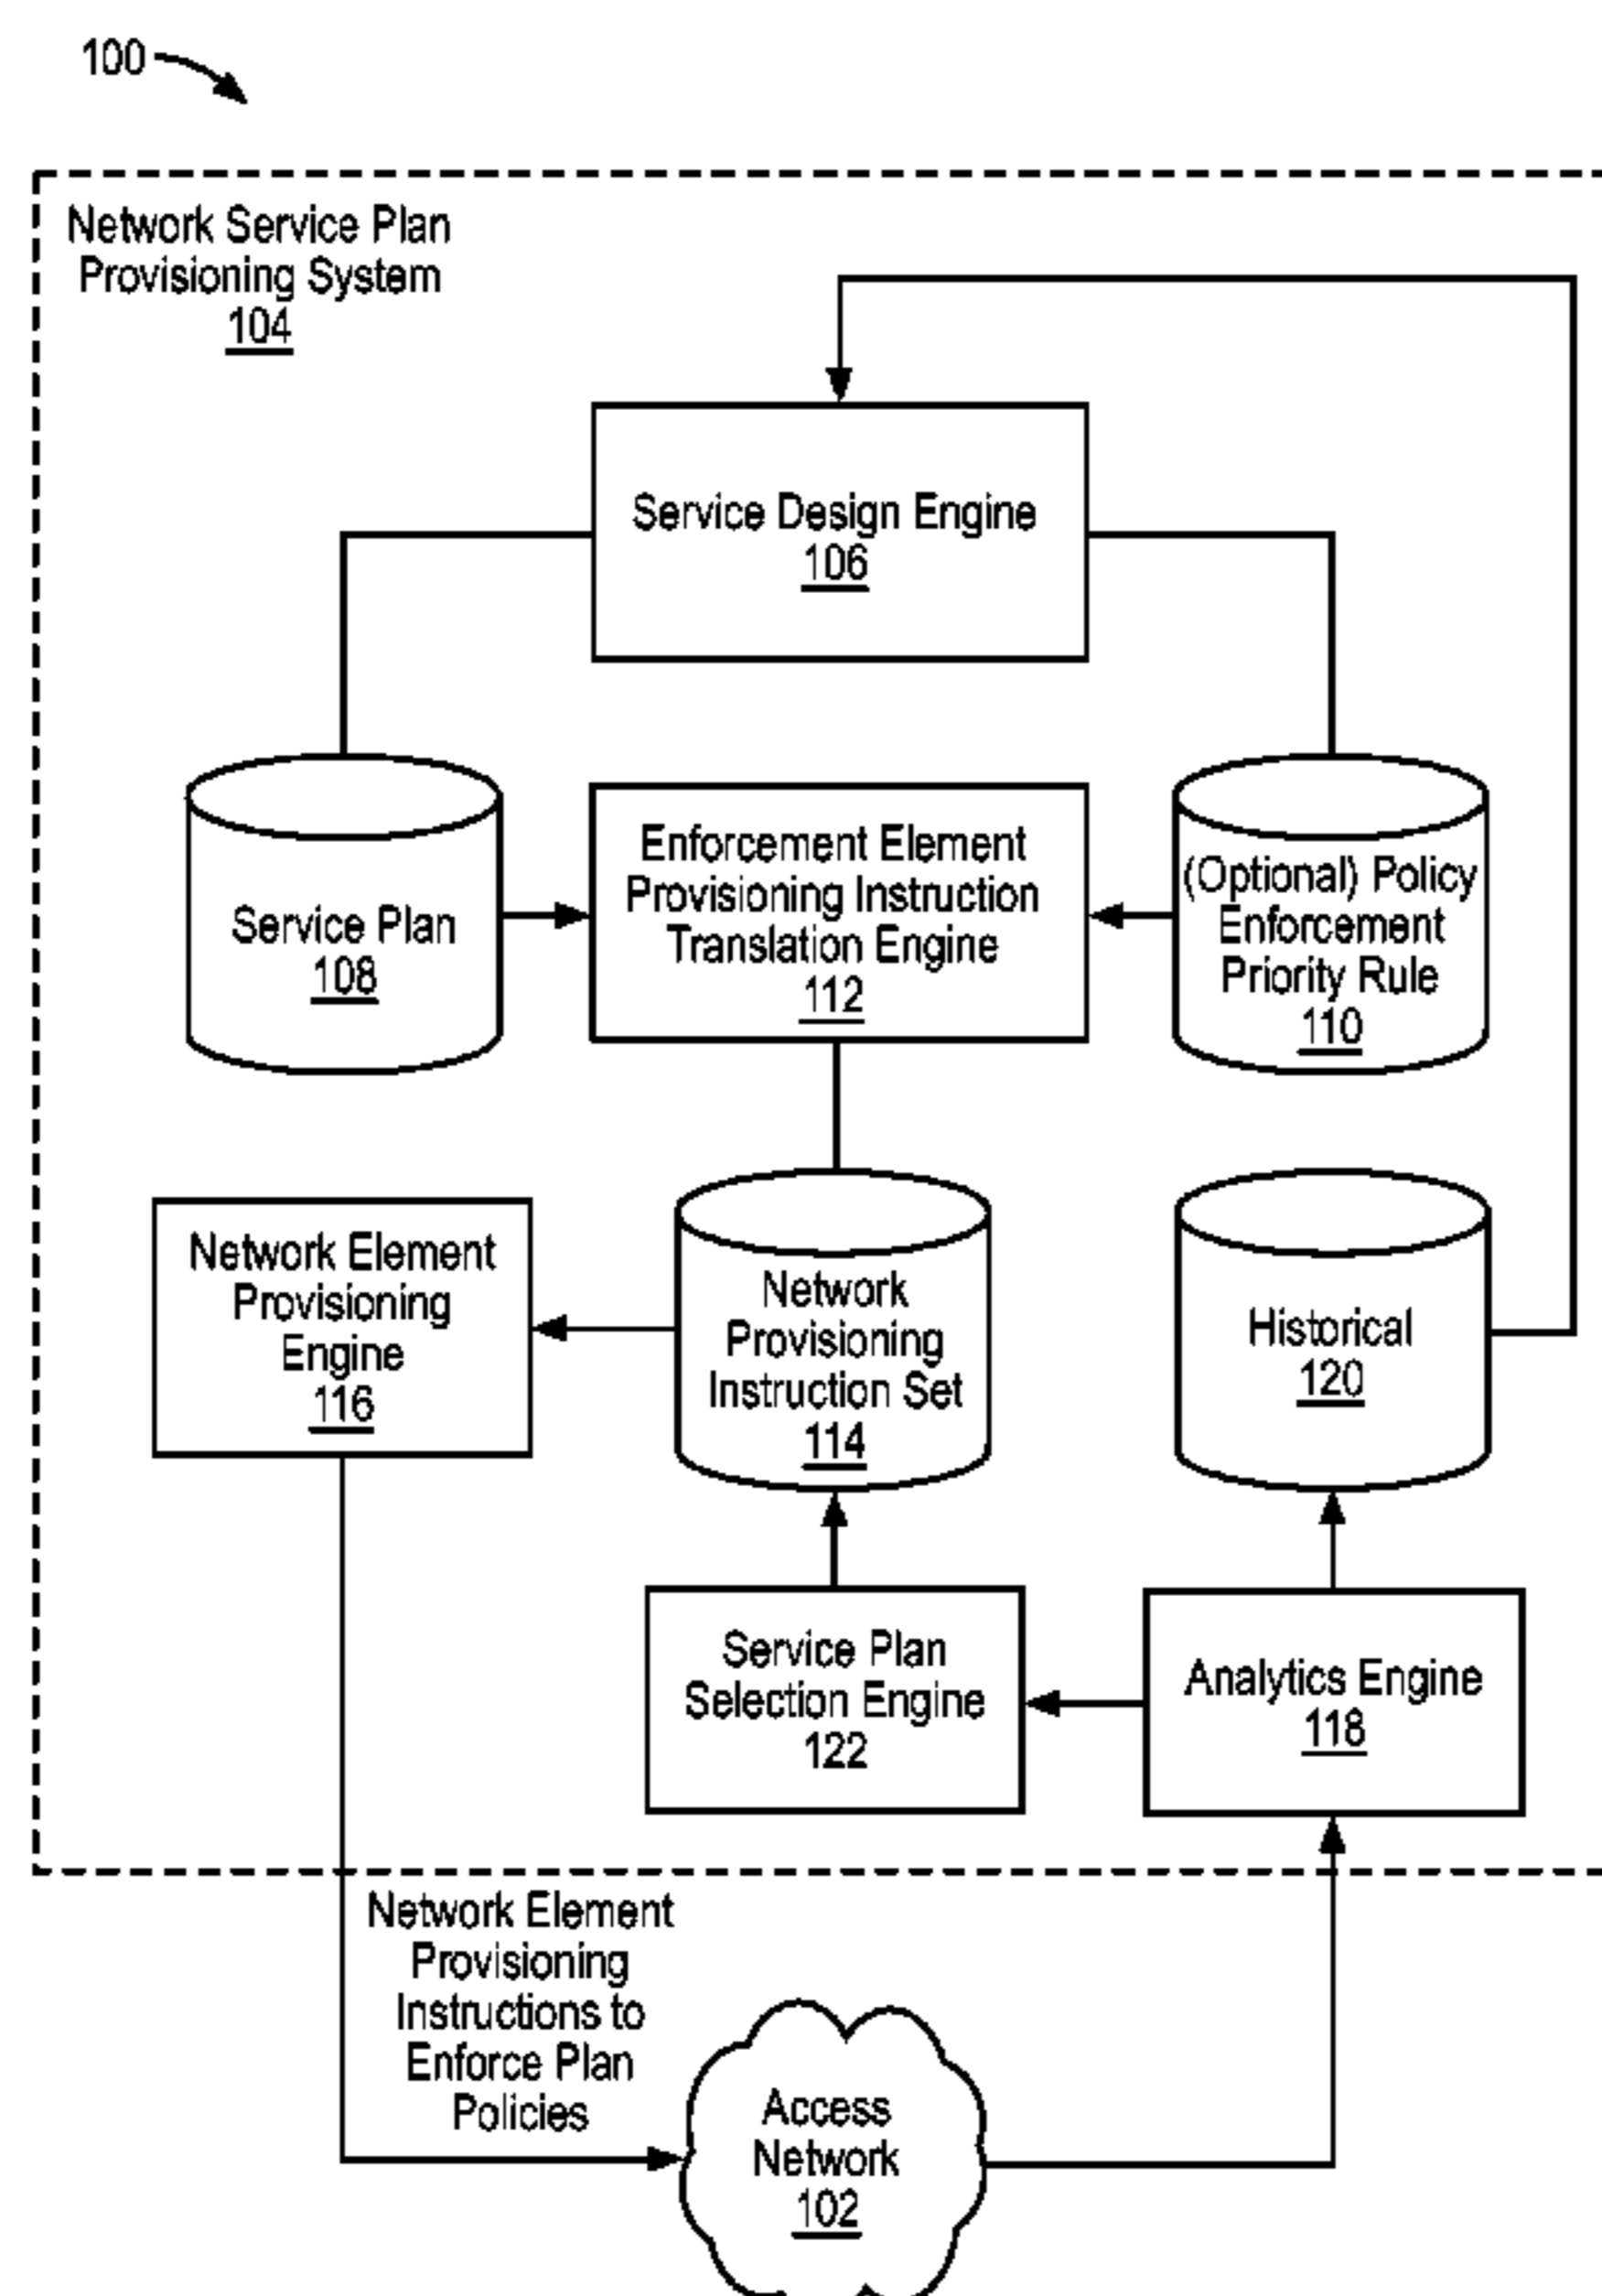 100
Network Service Plan
Provisioning System
104
Service Design Engine
106
Service Plan
108
Enforcement Element
Provisioning Instruction
Translation Engine
112
(Optional) Policy
Enforcement
Priority Rule
110
Network Element
Provisioning
Engine
116
Network
Provisioning
Instruction Set
114
Historical
120
Service Plan
Selection Engine
122
Analytics Engine
118
Network Element
Provisioning
Instructions to
Enforce Plan
Policies
Access
Network
102